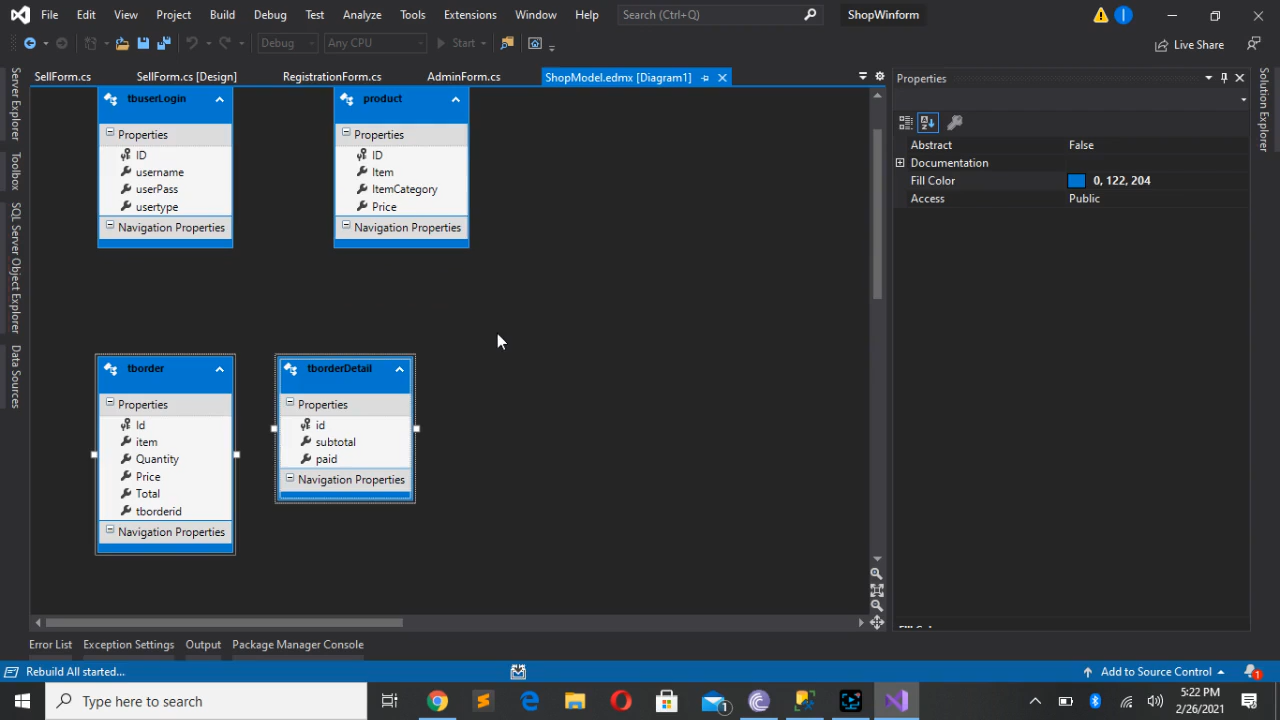 File Edit View Project Build Debug Test Analyze Tools Extensions Window Help Search (Ctrl+Q) ShopWinform
Debug Any CPU Start Live Share
SellForm.cs SellForm.cs [Design] RegistrationForm.cs AdminForm.cs ShopModel.edmx [Diagram1]
Server Explorer
Toolbox
SQL Server Object Explorer
Data Sources
tbuserLogin
Properties
ID
username
userPass
usertype
Navigation Properties
product
Properties
ID
Item
ItemCategory
Price
Navigation Properties
tborder
Properties
Id
item
Quantity
Price
Total
tborderid
Navigation Properties
tborderDetail
Properties
id
subtotal
paid
Navigation Properties
Properties
Abstract False
Documentation
Fill Color 0, 122, 204
Access Public
Solution Explorer
Error List Exception Settings Output Package Manager Console
Rebuild All started... Add to Source Control 1
Type here to search 1
5:22 PM
2/26/2021